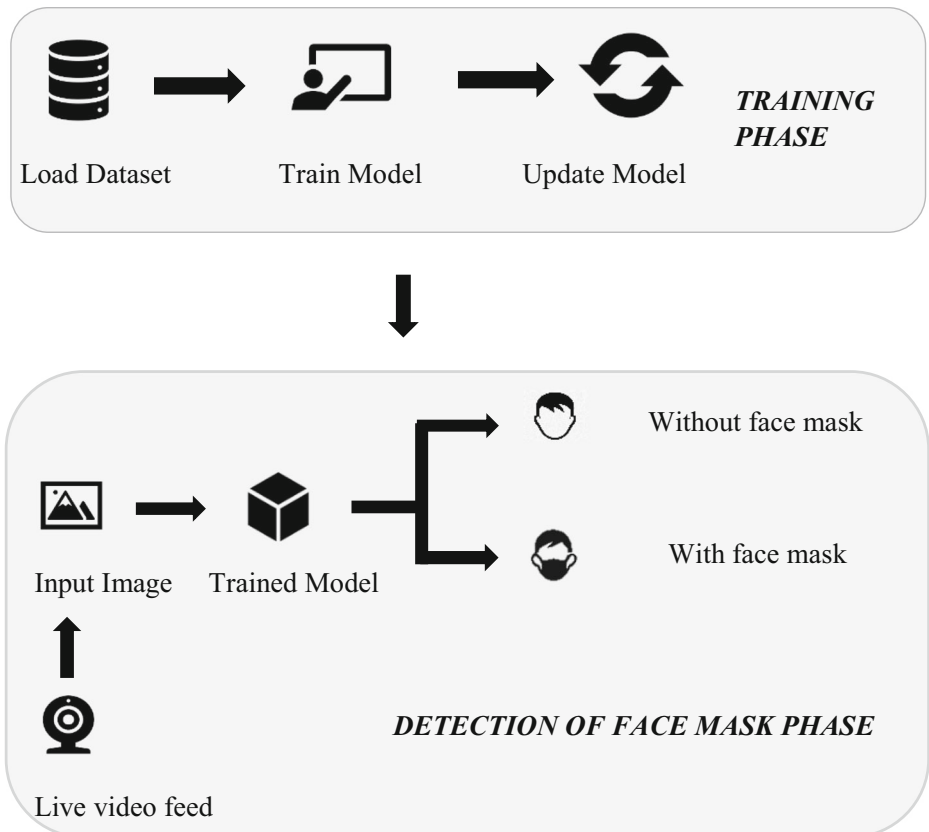 Load Dataset
Train Model
Update Model
TRAINING
PHASE
Without face mask
With face mask
Input Image
Trained Model
DETECTION OF FACE MASK PHASE
Live video feed